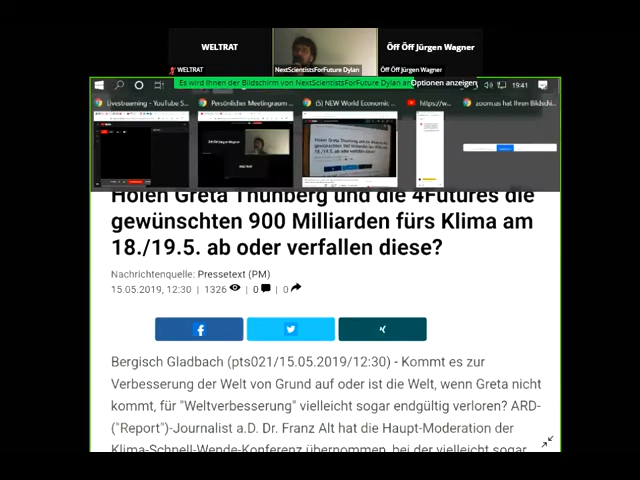 WELTRAT
Öff Öff Jürgen Wagner
WELTRAT
NextScientistsForFuture Dylan
Öff Öff Jürgen Wagner
Es wird Ihnen der Bildschirm von NextScientistsForFuture Dylan an
Optionen anzeigen
19:41
Livestreaming - YouTube S...
Persönlichen Meetingraum ...
(5) NEW World Economic ...
https://w...
zoom.us hat Ihren Bildschi...
Holen Greta Thunberg und die 4Futures die
gewünschten 900 Milliarden fürs Klima am
18./19.5. ab oder verfallen diese?
Nachrichtenquelle: Pressetext (PM)
15.05.2019, 12:30 | 1326 | 0 | 0
Bergisch Gladbach (pts021/15.05.2019/12:30) - Kommt es zur
Verbesserung der Welt von Grund auf oder ist die Welt, wenn Greta nicht
kommt, für "Weltverbesserung" vielleicht sogar endgültig verloren? ARD-
("Report")-Journalist a.D. Dr. Franz Alt hat die Haupt-Moderation der
Klima-Schnell-Wende-Konferenz übernommen, bei der vielleicht sogar